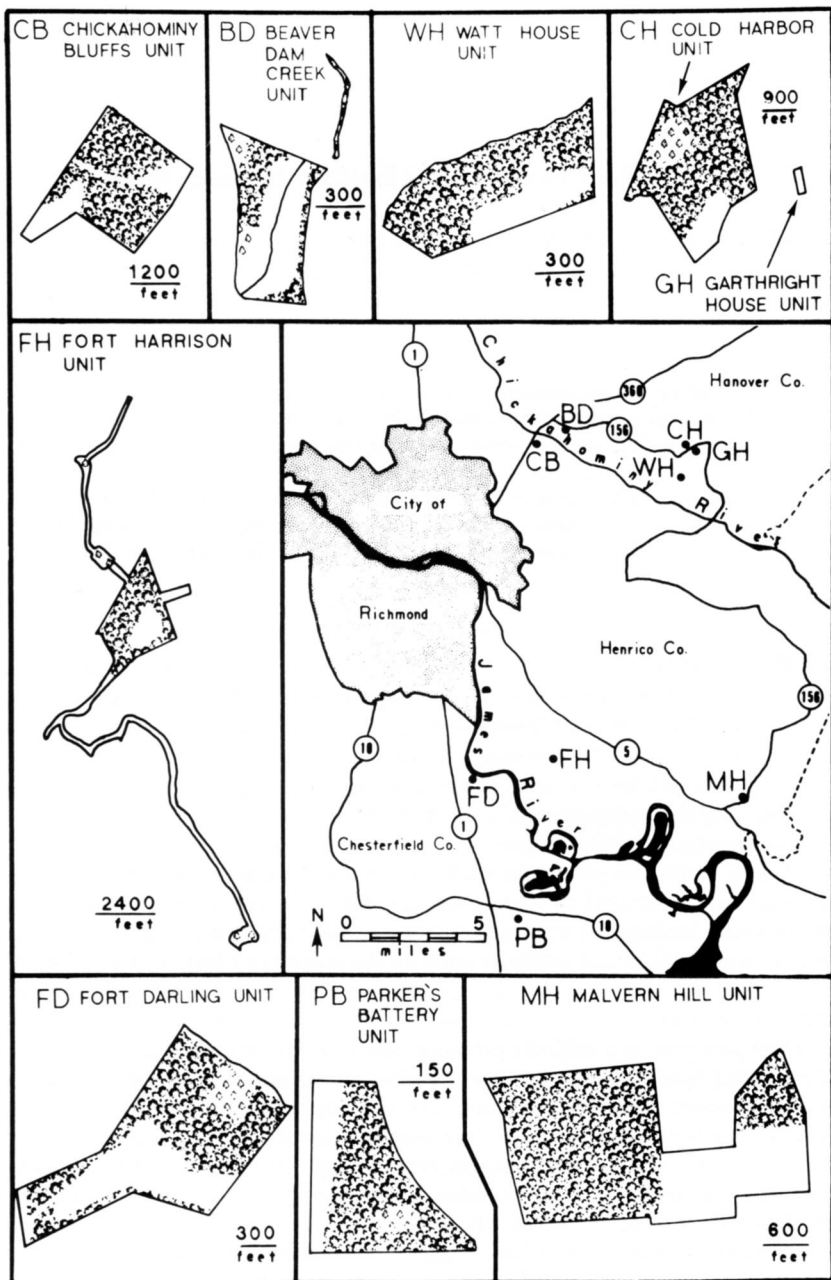 CB CHICKAHOMINY
BLUFFS UNIT
1200
feet
BD BEAVER
DAM
CREEK
UNIT
300
feet
WH WATT HOUSE
UNIT
300
feet
CH COLD HARBOR
UNIT
900
feet
GH GARTHRIGHT
HOUSE UNIT
FH FORT HARRISON
UNIT
2400
feet
1
Chickahominy River
360
Hanover Co.
BD
156
CH
GH
CB
WH
City of
Richmond
Henrico Co.
James River
156
10
FH
5
MH
FD
1
Chesterfield Co.
N
0 5
miles
PB
10
FD FORT DARLING UNIT
300
feet
PB PARKER'S
BATTERY
UNIT
150
feet
MH MALVERN HILL UNIT
600
feet